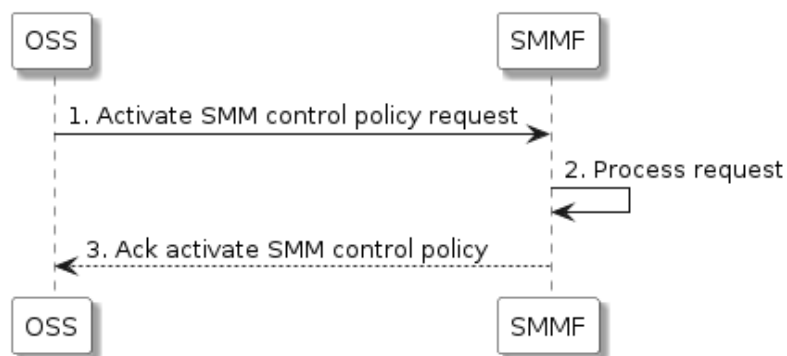 OSS SMMF
1. Activate SMM control policy request
2. Process request
3. Ack activate SMM control policy
OSS SMMF